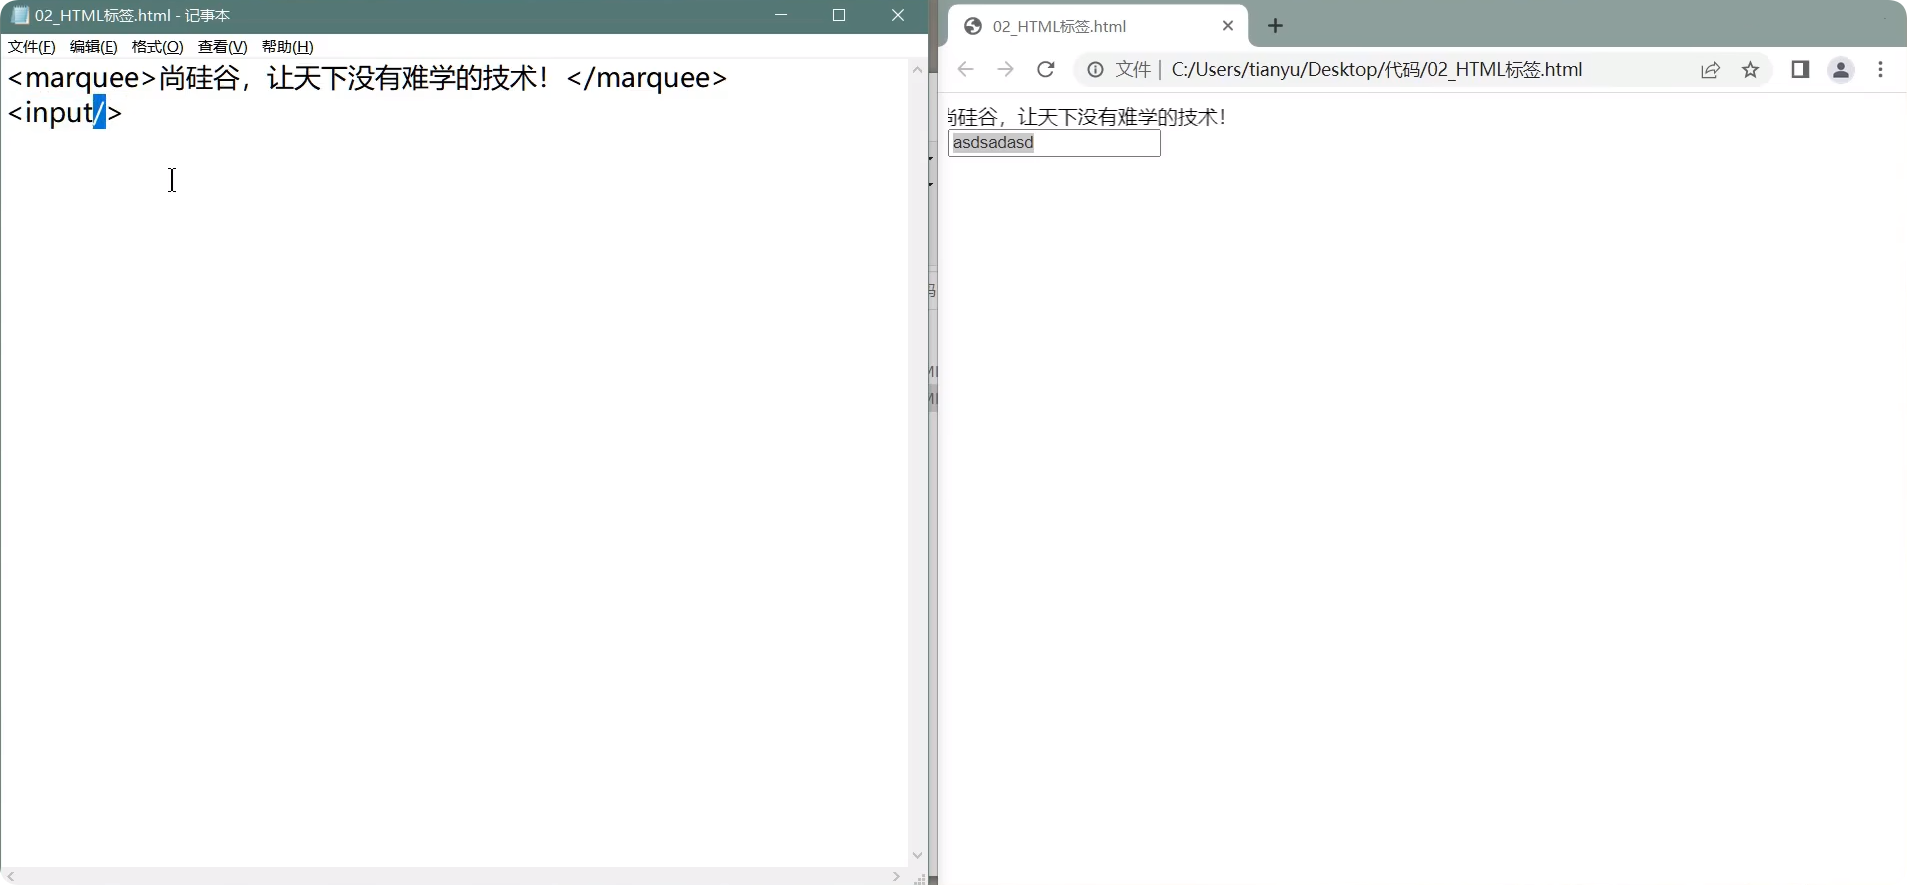 02_HTML标签.html - 记事本
文件(F) 编辑(E) 格式(O) 查看(V) 帮助(H)
<marquee>尚硅谷，让天下没有难学的技术！</marquee>
<input/>
02_HTML标签.html
文件 | C:/Users/tianyu/Desktop/代码/02_HTML标签.html
尚硅谷，让天下没有难学的技术！
asdsadasd